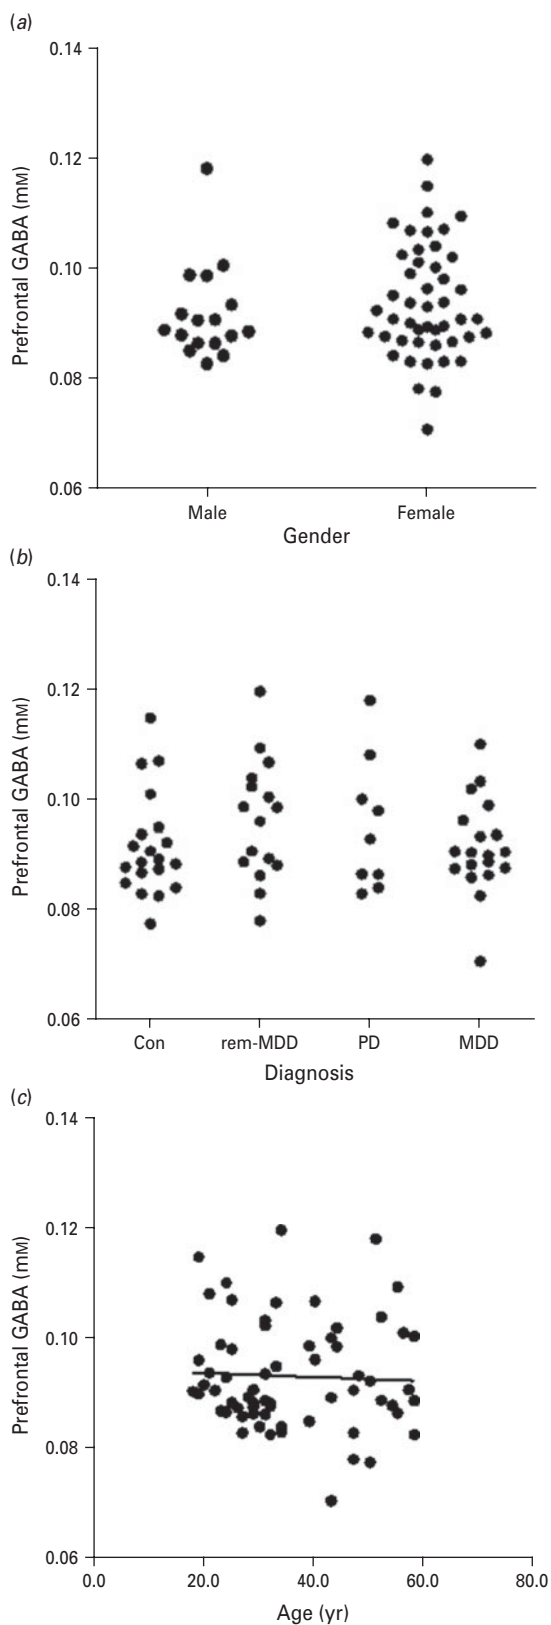 (a)
0.14
0.12
0.10
0.08
0.06
Prefrontal GABA (mM)
Male Female
Gender
(b)
0.14
0.12
0.10
0.08
0.06
Prefrontal GABA (mM)
Con rem-MDD PD MDD
Diagnosis
(c)
0.14
0.12
0.10
0.08
0.06
Prefrontal GABA (mM)
0.0 20.0 40.0 60.0 80.0
Age (yr)